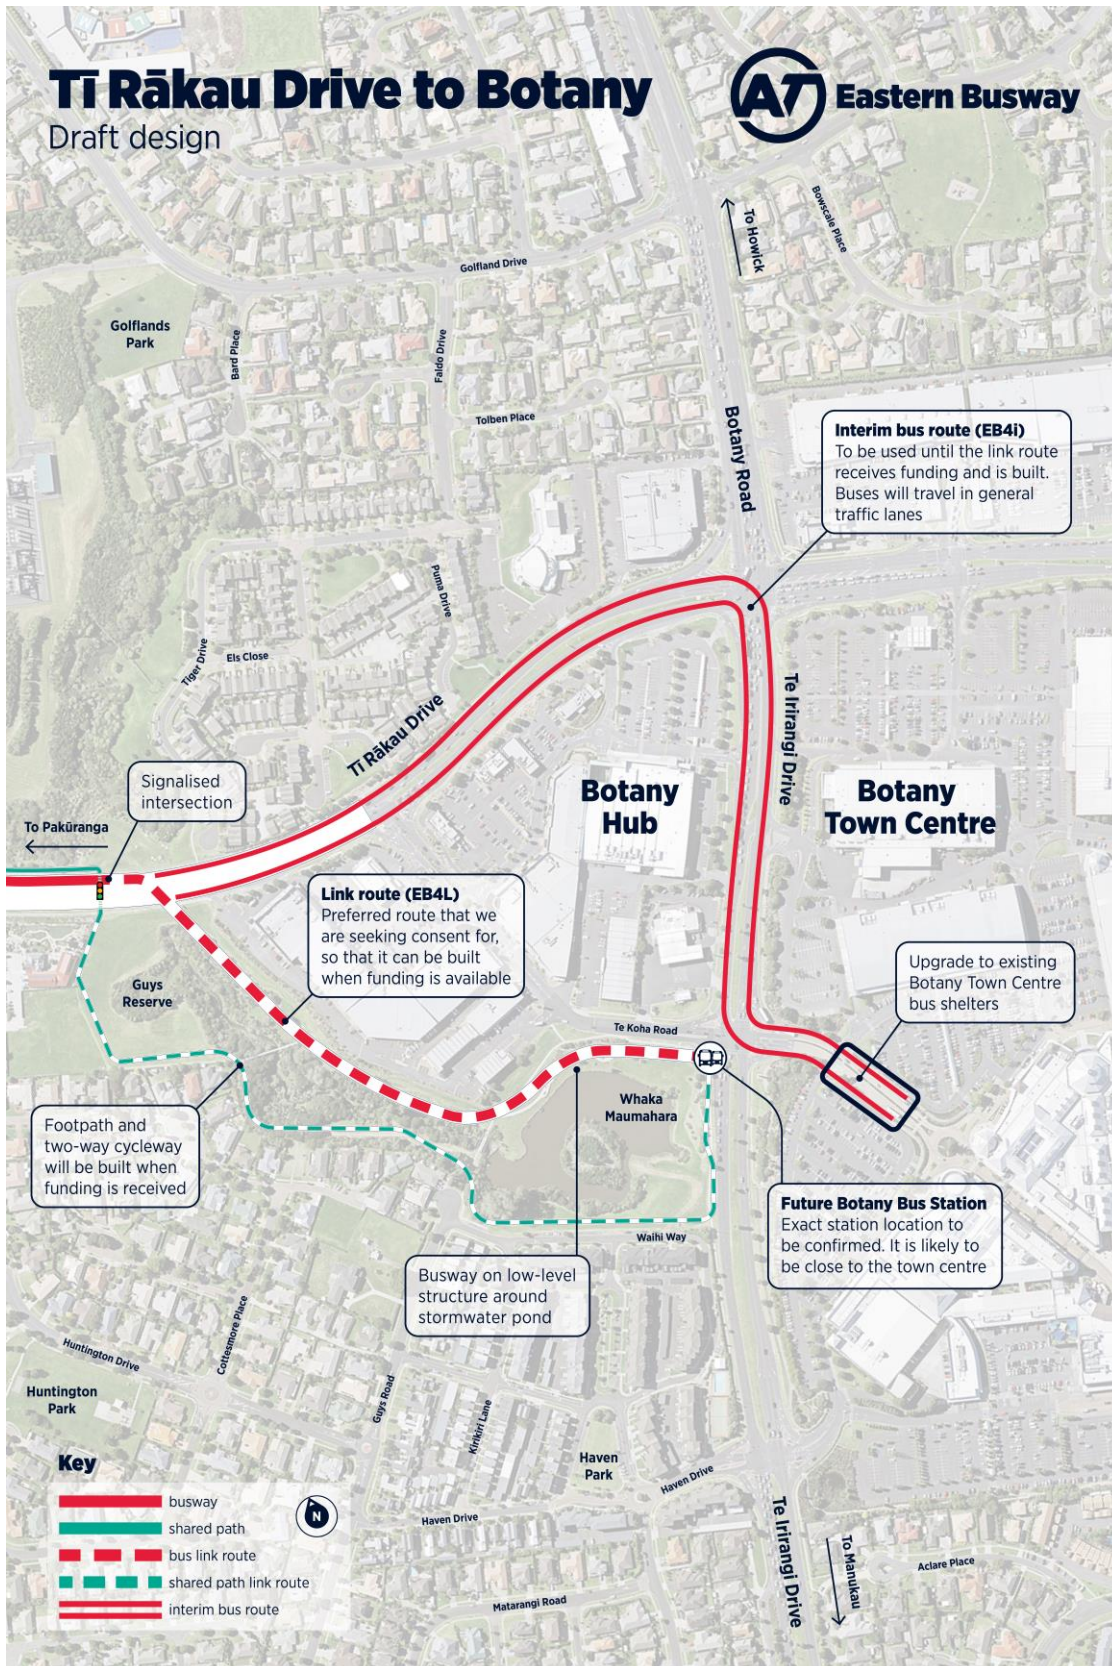 Tī Rākau Drive to Botany
Draft design
AT Eastern Busway
To Howick
Bowscale Place
Golfland Drive
Golflands
Park
Bard Place
Faldo Drive
Tolben Place
Botany Road
Interim bus route (EB4i)
To be used until the link route
receives funding and is built.
Buses will travel in general
traffic lanes
Puma Drive
Tiger Drive
Els Close
Tī Rākau Drive
Te Irirangi Drive
Signalised
intersection
To Pakūranga
Botany
Hub
Botany
Town Centre
Link route (EB4L)
Preferred route that we
are seeking consent for,
so that it can be built
when funding is available
Guys
Reserve
Upgrade to existing
Botany Town Centre
bus shelters
Te Koha Road
Whaka
Maumahara
Footpath and
two-way cycleway
will be built when
funding is received
Future Botany Bus Station
Exact station location to
be confirmed. It is likely to
be close to the town centre
Waihi Way
Busway on low-level
structure around
stormwater pond
Cottesmore Place
Huntington Drive
Huntington
Park
Guys Road
Kirikiri Lane
Haven
Park
Haven Drive
Haven Drive
Te Irirangi Drive
To Manukau
Aclare Place
Matarangi Road
Key
busway
shared path
bus link route
shared path link route
interim bus route
N